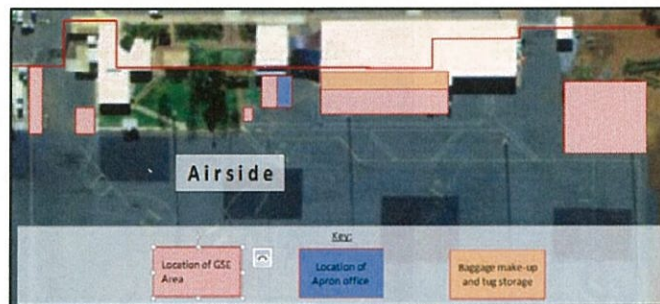 Airside
Key:
Location of GSE
Area
Location of
Apron office
Baggage make-up
and tug storage